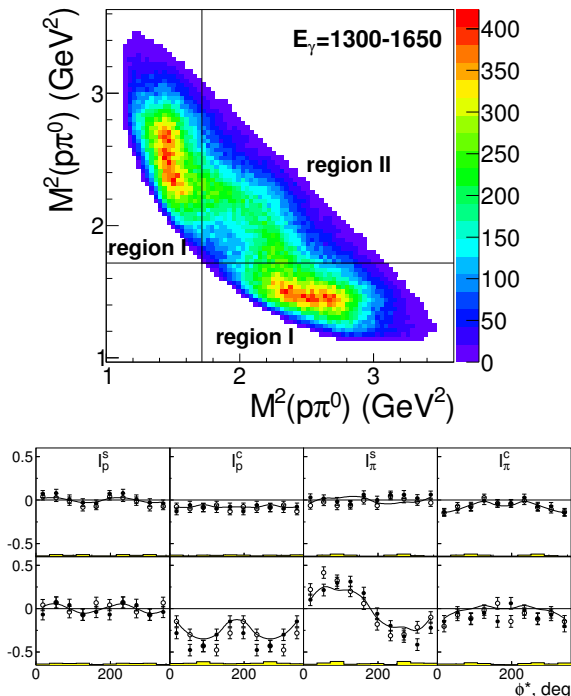 E_γ=1300-1650
M²(pπ⁰) (GeV²)
3
2
1
region II
region I
region I
1 2 3
M²(pπ⁰) (GeV²)
400
350
300
250
200
150
100
50
0
I_p^s I_p^c I_π^s I_π^c
0.5
0
-0.5
0.5
0
-0.5
0 200 0 200 0 200 0 200
φ*, deg